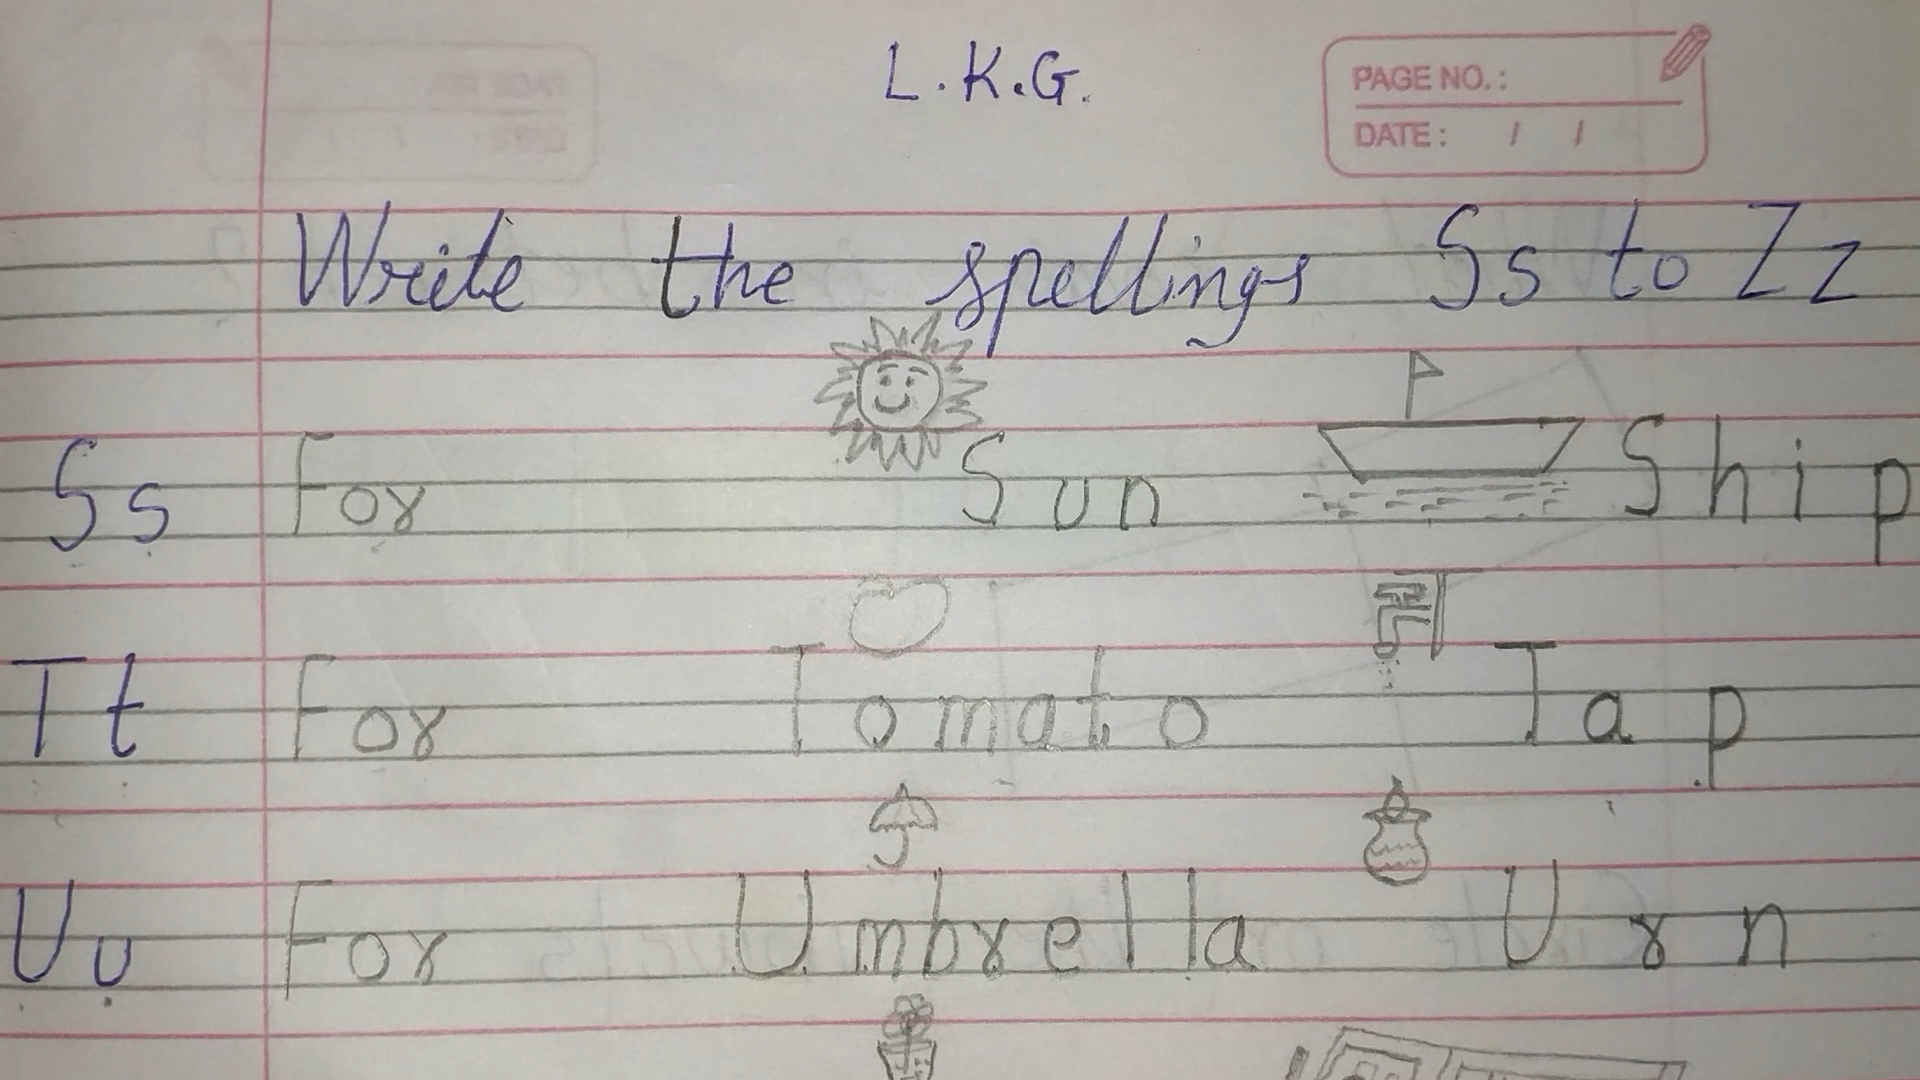 L.K.G.
PAGE NO.:
DATE: / /
Write the spellings Ss to Zz
Ss For Sun Ship
Tt For Tomato Tap
Uu For Umbrella Urn